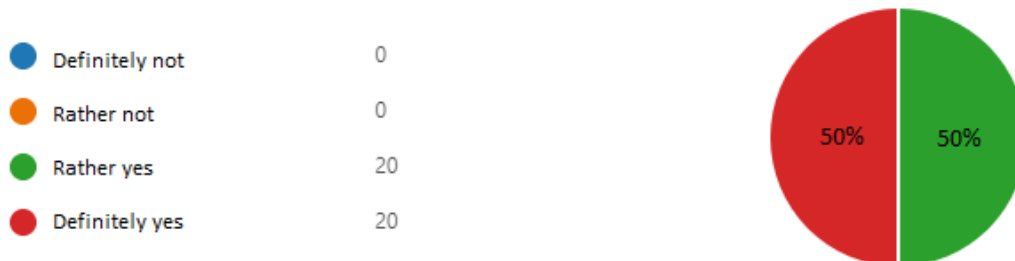 Definitely not 0
Rather not 0
Rather yes 20
Definitely yes 20
50% 50%